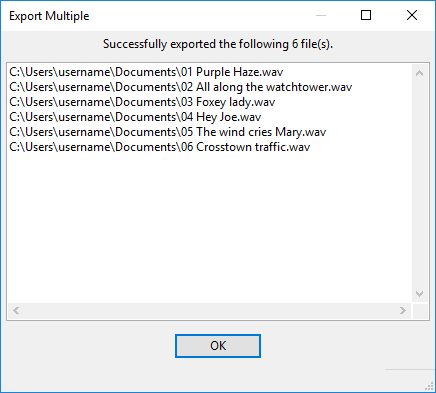 Export Multiple
Successfully exported the following 6 file(s).
C:\Users\username\Documents\01 Purple Haze.wav
C:\Users\username\Documents\02 All along the watchtower.wav
C:\Users\username\Documents\03 Foxey lady.wav
C:\Users\username\Documents\04 Hey Joe.wav
C:\Users\username\Documents\05 The wind cries Mary.wav
C:\Users\username\Documents\06 Crosstown traffic.wav
OK